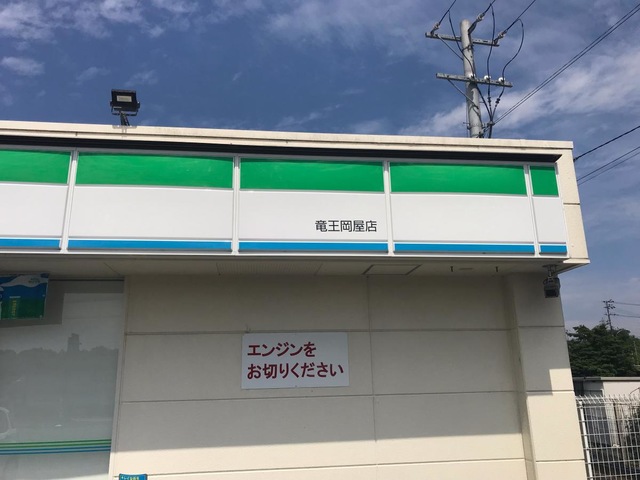 竜王岡屋店
エンジンを
お切りください